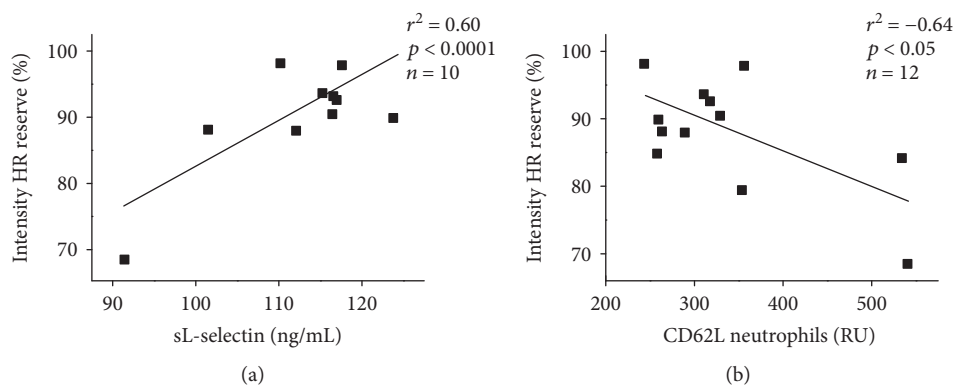 r² = 0.60
p < 0.0001
n = 10
Intensity HR reserve (%)
100
90
80
70
90 100 110 120
sL-selectin (ng/mL)
(a)
r² = −0.64
p < 0.05
n = 12
Intensity HR reserve (%)
100
90
80
70
200 300 400 500
CD62L neutrophils (RU)
(b)